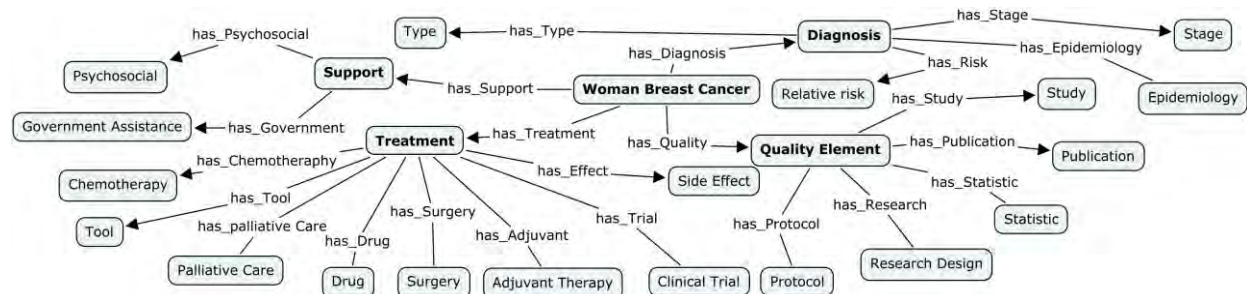 has_Stage
has_Psychosocial
Type
has_Type
Diagnosis
Stage
has_Diagnosis
has_Epidemiology
Psychosocial
Support
has_Risk
has_Support
Woman Breast Cancer
Relative risk
has_Study
Study
Epidemiology
Government Assistance
has_Government
has_Treatment
Treatment
has_Quality
Quality Element
has_Publication
Publication
has_Chemotheraphy
Chemotherapy
has_Effect
Side Effect
has_Statistic
has_Tool
Tool
has_palliative Care
has_Surgery
has_Trial
has_Research
Statistic
has_Protocol
has_Drug
has_Adjuvant
Palliative Care
Drug
Surgery
Adjuvant Therapy
Clinical Trial
Protocol
Research Design